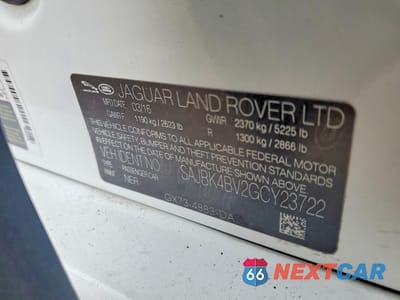 JAGUAR LAND ROVER LTD
MFD DATE 03/16 GVWR 2370 kg / 5225 lb
GAWR F 1190 kg / 2623 lb R 1300 kg / 2866 lb
THIS VEHICLE CONFORMS TO ALL APPLICABLE FEDERAL MOTOR
VEHICLE SAFETY, BUMPER AND THEFT PREVENTION STANDARDS
IN EFFECT ON THE DATE OF MANUFACTURE SHOWN ABOVE
VEH IDENT NO SAJBK4BV2GCY23722
PASSENGER CAR
PAINT
NER
GX73-4883-DA
66 NEXTCAR